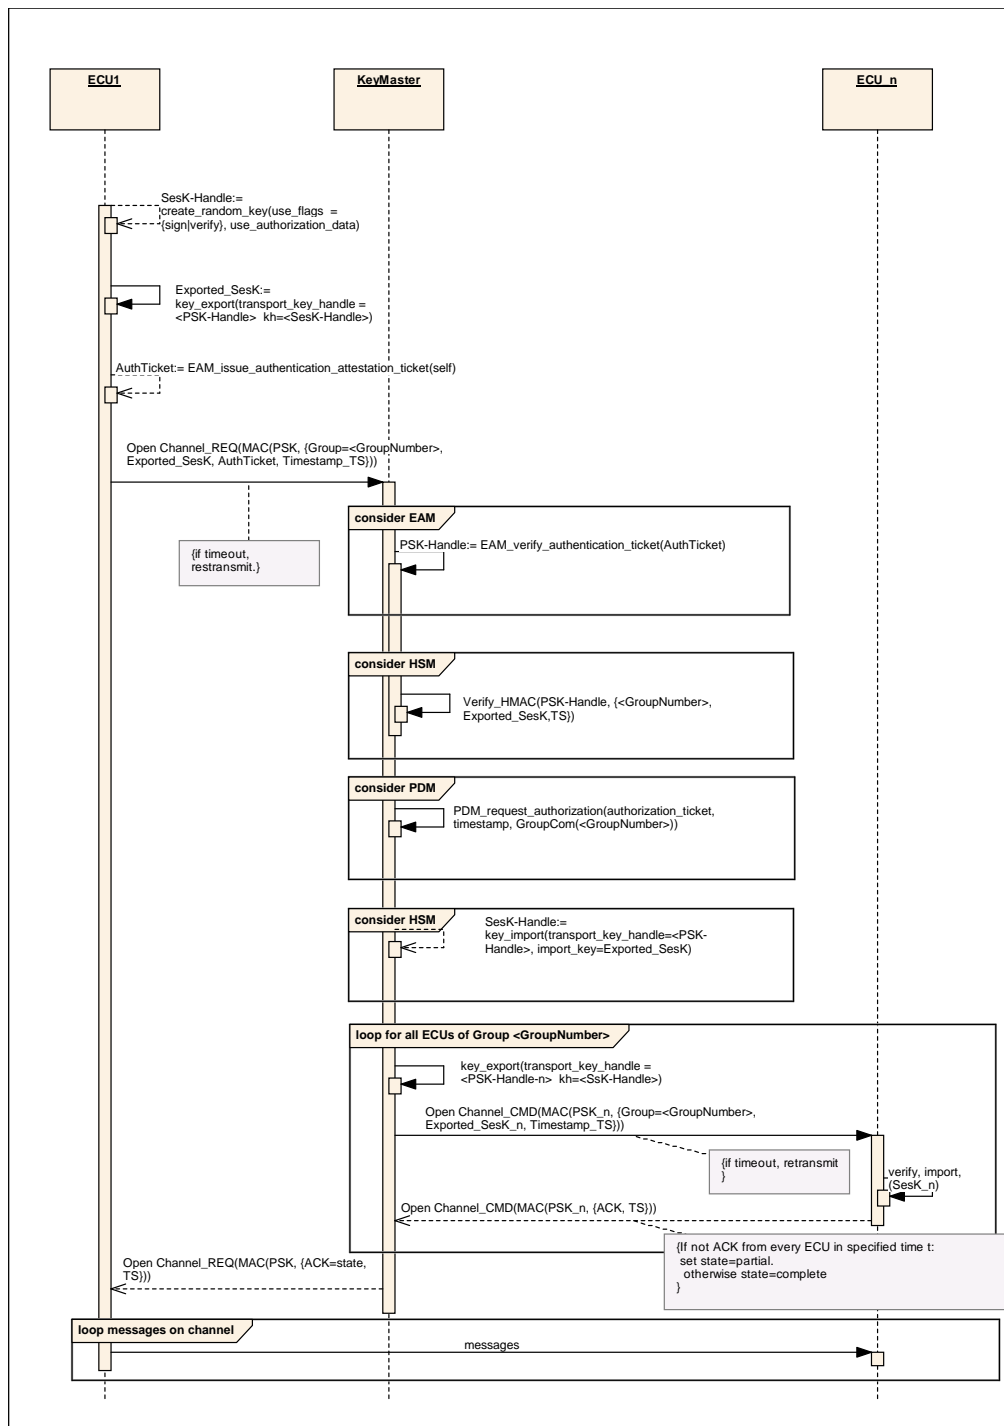 ECU1
KeyMaster
ECU_n
SesK-Handle:=
create_random_key(use_flags =
{sign|verify}, use_authorization_data)
Exported_SesK:=
key_export(transport_key_handle =
<PSK-Handle> kh=<SesK-Handle>)
AuthTicket:= EAM_issue_authentication_attestation_ticket(self)
Open Channel_REQ(MAC(PSK, {Group=<GroupNumber>,
Exported_SesK, AuthTicket, Timestamp_TS}))
{if timeout,
restransmit.}
consider EAM
PSK-Handle:= EAM_verify_authentication_ticket(AuthTicket)
consider HSM
Verify_HMAC(PSK-Handle, {<GroupNumber>,
Exported_SesK,TS})
consider PDM
PDM_request_authorization(authorization_ticket,
timestamp, GroupCom(<GroupNumber>))
consider HSM
SesK-Handle:=
key_import(transport_key_handle=<PSK-
Handle>, import_key=Exported_SesK)
loop for all ECUs of Group <GroupNumber>
key_export(transport_key_handle =
<PSK-Handle-n> kh=<SsK-Handle>)
Open Channel_CMD(MAC(PSK_n, {Group=<GroupNumber>,
Exported_SesK_n, Timestamp_TS}))
{if timeout, retransmit
}
verify, import,
(SesK_n)
Open Channel_CMD(MAC(PSK_n, {ACK, TS}))
{If not ACK from every ECU in specified time t:
set state=partial.
otherwise state=complete
}
Open Channel_REQ(MAC(PSK, {ACK=state,
TS}))
loop messages on channel
messages